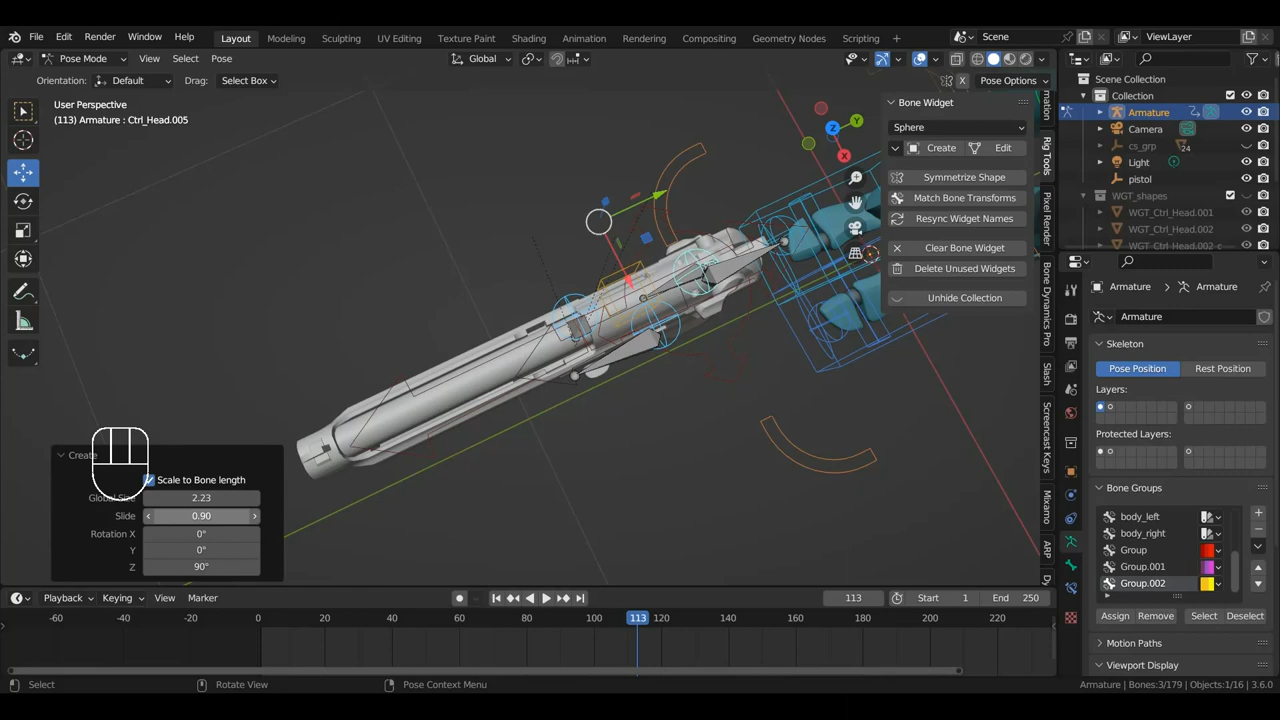 File Edit Render Window Help Layout Modeling Sculpting UV Editing Texture Paint Shading Animation Rendering Compositing Geometry Nodes Scripting + Scene ViewLayer
Pose Mode View Select Pose Global
Orientation: Default Drag: Select Box X Pose Options
User Perspective
(113) Armature : Ctrl_Head.005
Z Y X
Bone Widget
Sphere
Create Edit
Symmetrize Shape
Match Bone Transforms
Resync Widget Names
Clear Bone Widget
Delete Unused Widgets
Unhide Collection
mation
Rig Tools
Pixel Render
Bone Dynamics Pro
Slash
Screencast Keys
Mixamo
ARP
Dy
Scene Collection
Collection
Armature
Camera
cs_grp 24
Light
pistol
WGT_shapes
WGT_Ctrl_Head.001
WGT_Ctrl_Head.002
WGT_Ctrl_Head.002
Armature Armature
Armature
Skeleton
Pose Position Rest Position
Layers:
Protected Layers:
Bone Groups
body_left
body_right
Group
Group.001
Group.002
Assign Remove Select Deselect
Motion Paths
Viewport Display
Create
Scale to Bone length
Global Size 2.23
Slide 0.90
Rotation X 0°
Y 0°
Z 90°
Playback Keying View Marker 113 Start 1 End 250
-60 -40 -20 0 20 40 60 80 113 120 140 160 180 200 220
Select Rotate View Pose Context Menu Armature | Bones:3/179 | Objects:1/16 | 3.6.0